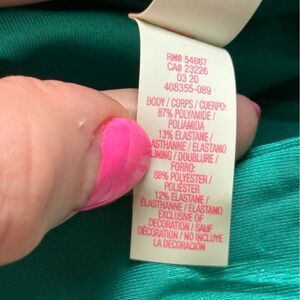 RN# 54867
CA# 23226
03 20
408355-089
BODY / CORPS / CUERPO:
87% POLYAMIDE /
POLIAMIDA
13% ELASTANE /
ELASTHANNE / ELASTANO
LINING / DOUBLURE /
FORRO:
88% POLYESTER /
POLIÉSTER
12% ELASTANE /
ÉLASTHANNE / ELASTANO
EXCLUSIVE OF
DECORATION / SAUF
DÉCORATION / NO INCLUYE
LA DECORACIÓN